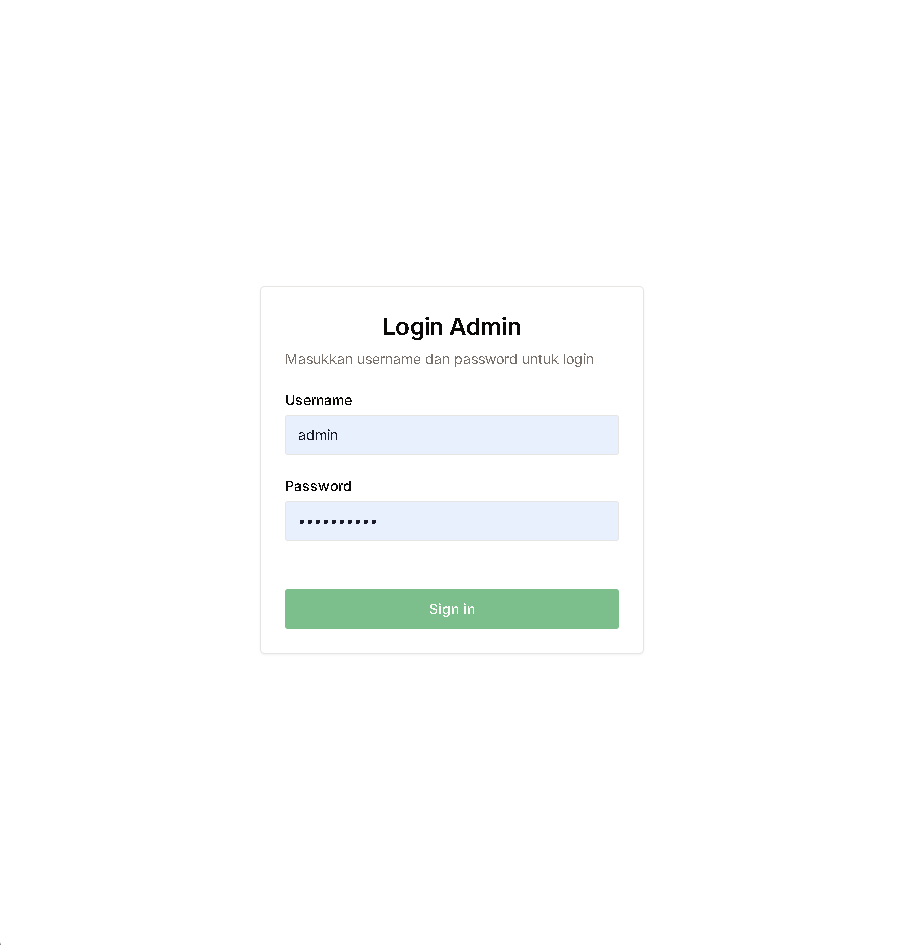 Login Admin
Masukkan username dan password untuk login
Username
admin
Password
••••••••••
Sign in